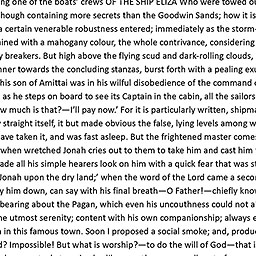 ng one of the boats' crews OF THE SHIP ELIZA Who were towed ou
hough containing more secrets than the Goodwin Sands; how it is
a certain venerable robustness entered; immediately as the storm-
ined with a mahogany colour, the whole contrivance, considering
y breakers. But high above the flying scud and dark-rolling clouds,
nner towards the concluding stanzas, burst forth with a pealing exu
his son of Amittai was in his wilful disobedience of the command o
as he steps on board to see its Captain in the cabin, all the sailors
w much is that?—I'll pay now.' For it is particularly written, shipma
y straight itself, it but made obvious the false, lying levels among w
ave taken it, and was fast asleep. But the frightened master comes
when wretched Jonah cries out to them to take him and cast him
ade all his simple hearers look on him with a quick fear that was st
Jonah upon the dry land;' when the word of the Lord came a secon
y him down, can say with his final breath—O Father!—chiefly know
bearing about the Pagan, which even his uncouthness could not al
he utmost serenity; content with his own companionship; always e
n in this famous town. Soon I proposed a social smoke; and, produc
d? Impossible! But what is worship?—to do the will of God—that is